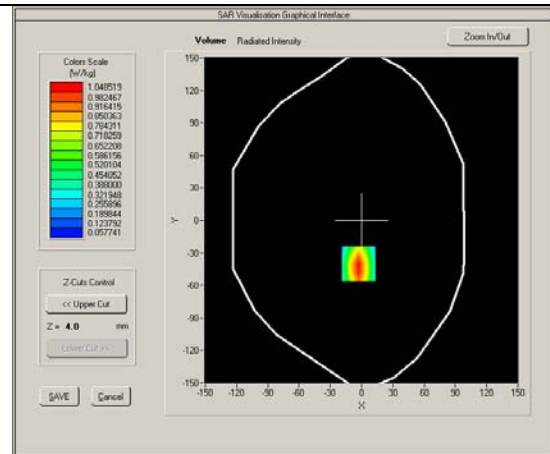 SAR Visualisation Graphical Interface
Volume Radiated Intensity
Zoom In/Out
Colors Scale
(W/kg)
1.048519
0.982467
0.916415
0.850363
0.784311
0.718259
0.652208
0.586156
0.520104
0.454052
0.388000
0.321948
0.255896
0.189844
0.123792
0.057741
Z-Cuts Control
<< Upper Cut
Z = 4.0 mm
Lower Cut >>
SAVE
Cancel
150
120
90
60
30
0
-30
-60
-90
-120
-150
Y
-150 -120 -90 -60 -30 0 30 60 90 120 150
X